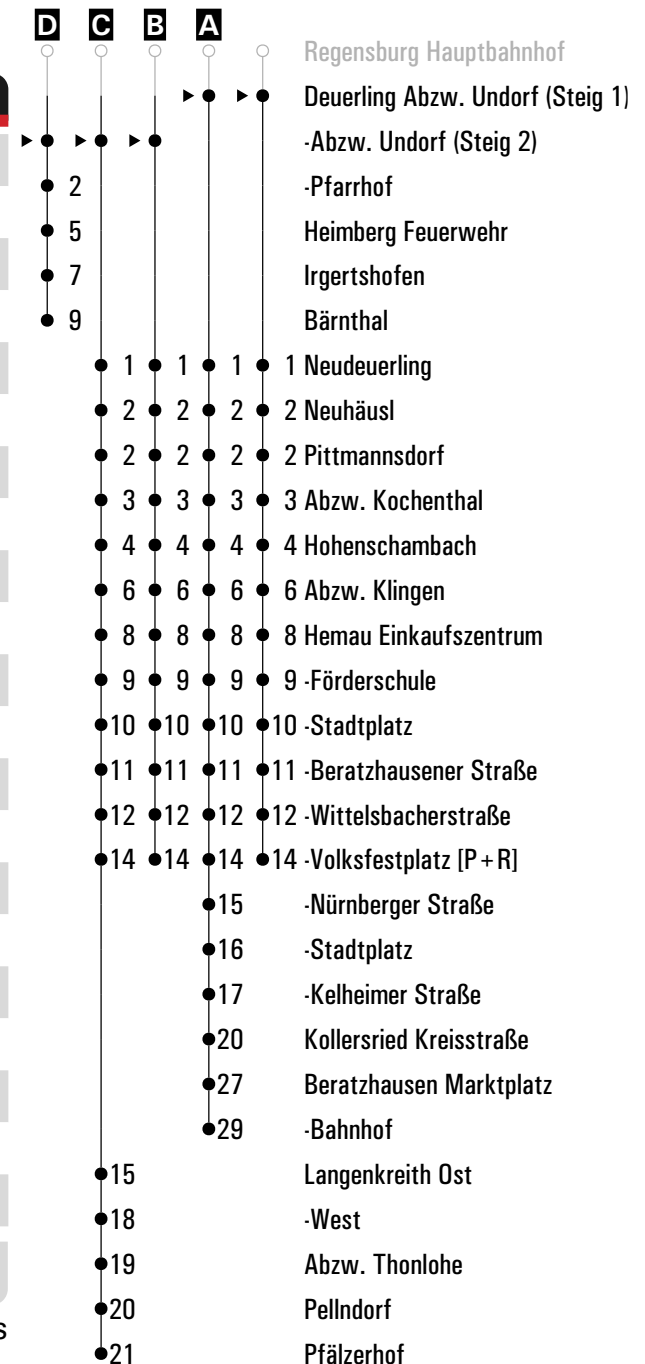 D C B A
Regensburg Hauptbahnhof
Deuerling Abzw. Undorf (Steig 1)
-Abzw. Undorf (Steig 2)
2 -Pfarrhof
5 Heimberg Feuerwehr
7 Irgertshofen
9 Bärnthal
1 1 1 1 Neudeuerling
2 2 2 2 Neuhäusl
2 2 2 2 Pittmannsdorf
3 3 3 3 Abzw. Kochenthal
4 4 4 4 Hohenschambach
6 6 6 6 Abzw. Klingen
8 8 8 8 Hemau Einkaufszentrum
9 9 9 9 -Förderschule
10 10 10 10 -Stadtplatz
11 11 11 11 -Beratzhausener Straße
12 12 12 12 -Wittelsbacherstraße
14 14 14 14 -Volksfestplatz [P+R]
15 -Nürnberger Straße
16 -Stadtplatz
17 -Kelheimer Straße
20 Kollersried Kreisstraße
27 Beratzhausen Marktplatz
29 -Bahnhof
15 Langenkreith Ost
18 -West
19 Abzw. Thonlohe
20 Pellndorf
s
21 Pfälzerhof